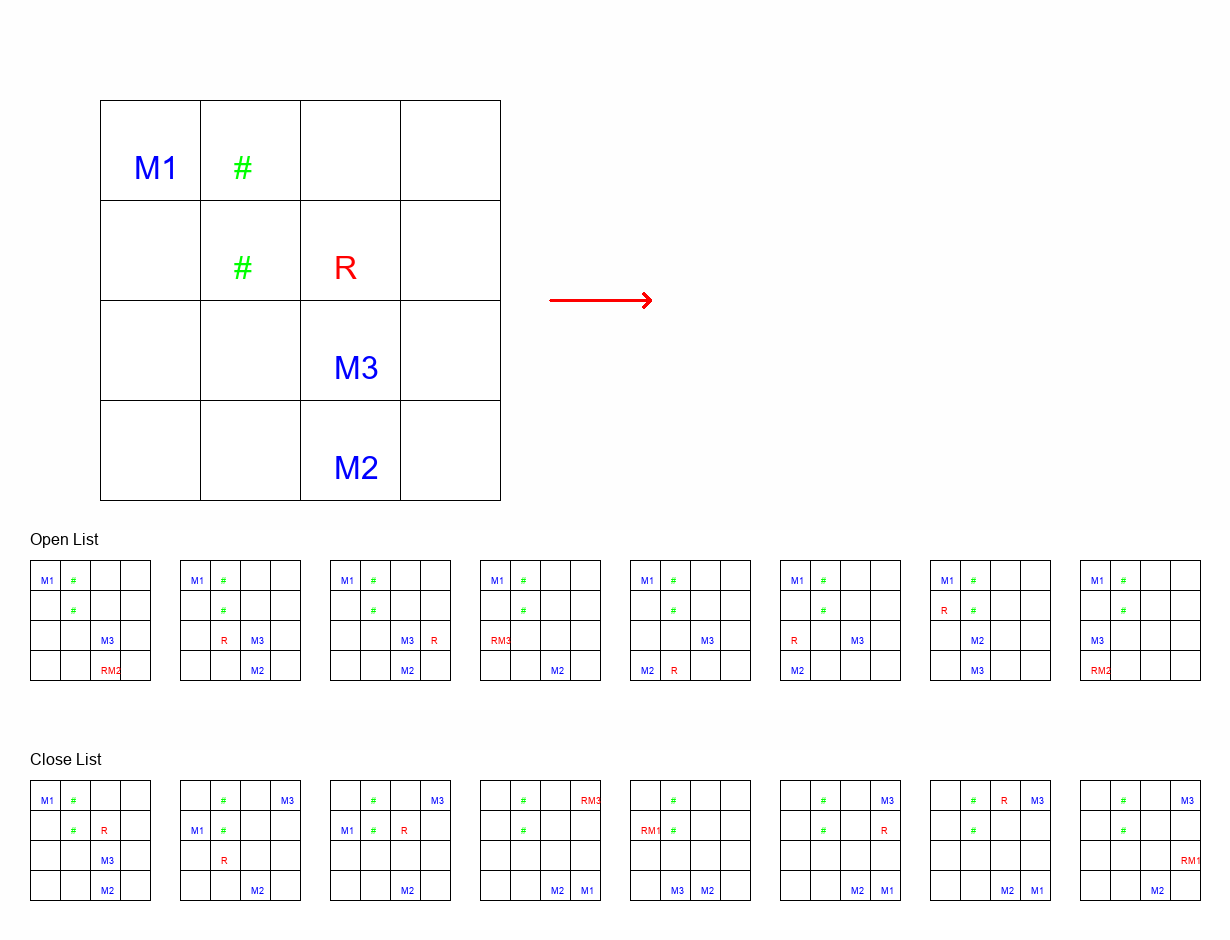 M1 #
# R
M3
M2
Open List
M1 # M1 # M1 # M1 # M1 # M1 # M1 # M1 #
# # # # # # R # #
M3 R M3 M3 R RM3 M3 R M3 M2 M3
RM2 M2 M2 M2 M2 R M2 M3 RM2
Close List
M1 # # M3 # M3 # RM3 # # M3 # R M3 # M3
# R M1 # M1 # R # RM1 # # R # #
M3 R RM1
M2 M2 M2 M2 M1 M3 M2 M2 M1 M2 M1 M2